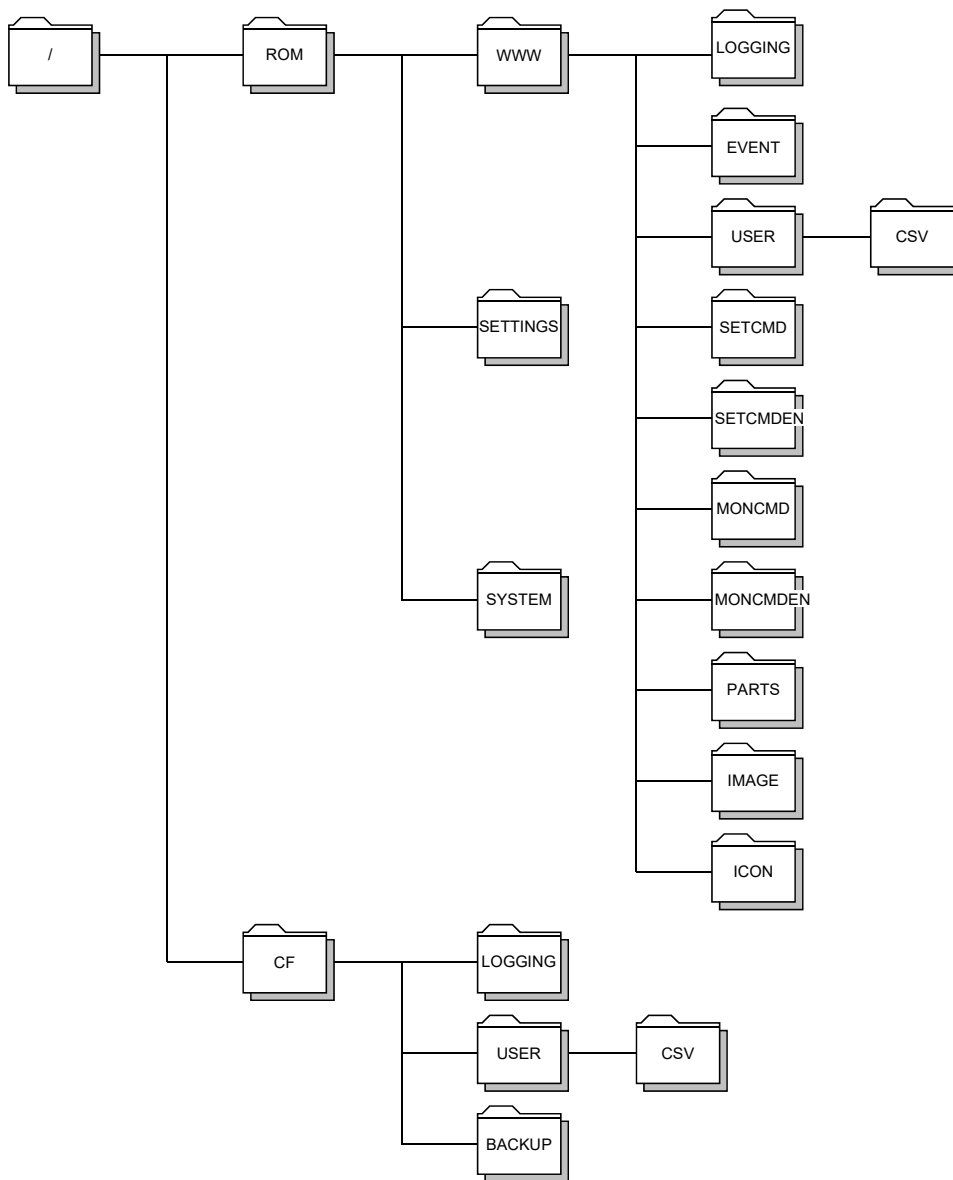 /
ROM
WWW
LOGGING
EVENT
USER
CSV
SETTINGS
SETCMD
SETCMDEN
MONCMD
SYSTEM
MONCMDEN
PARTS
IMAGE
ICON
CF
LOGGING
USER
CSV
BACKUP